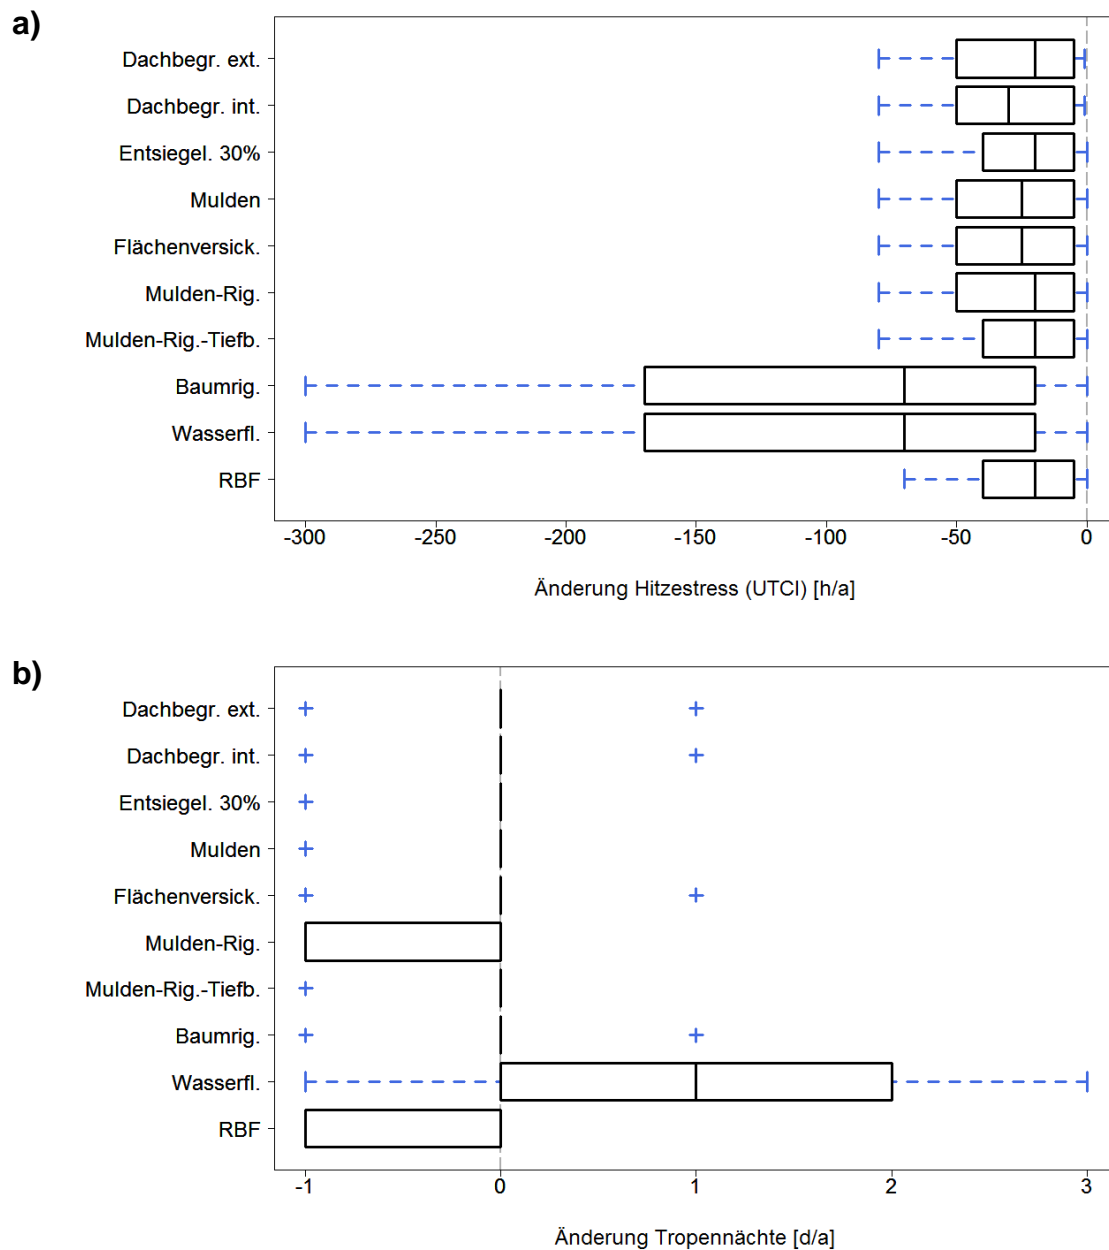 a)
Dachbegr. ext.
Dachbegr. int.
Entsiegel. 30%
Mulden
Flächenversick.
Mulden-Rig.
Mulden-Rig.-Tiefb.
Baumrig.
Wasserfl.
RBF
-300 -250 -200 -150 -100 -50 0
Änderung Hitzestress (UTCI) [h/a]
b)
Dachbegr. ext.
Dachbegr. int.
Entsiegel. 30%
Mulden
Flächenversick.
Mulden-Rig.
Mulden-Rig.-Tiefb.
Baumrig.
Wasserfl.
RBF
-1 0 1 2 3
Änderung Tropennächte [d/a]